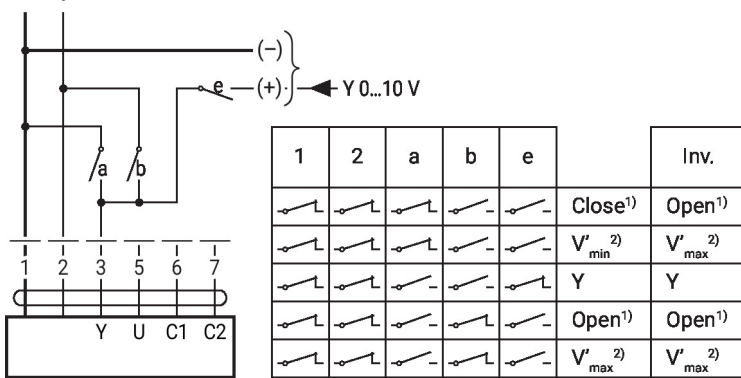 (−)
e (+) Y 0...10 V
a b
1 2 3 5 6 7
Y U C1 C2
1 2 a b e Inv.
Close¹⁾ Open¹⁾
V'min²⁾ V'max²⁾
Y Y
Open¹⁾ Open¹⁾
V'max²⁾ V'max²⁾